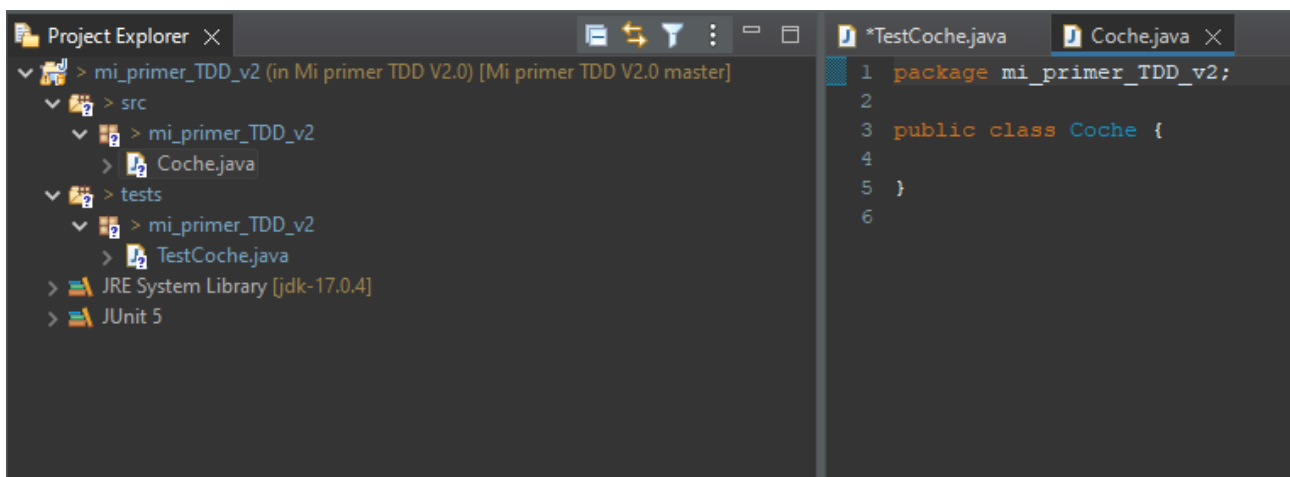 Project Explorer
> mi_primer_TDD_v2 (in Mi primer TDD V2.0) [Mi primer TDD V2.0 master]
> src
> mi_primer_TDD_v2
Coche.java
> tests
> mi_primer_TDD_v2
TestCoche.java
JRE System Library [jdk-17.0.4]
JUnit 5
*TestCoche.java
Coche.java
1 package mi_primer_TDD_v2;
2
3 public class Coche {
4
5 }
6